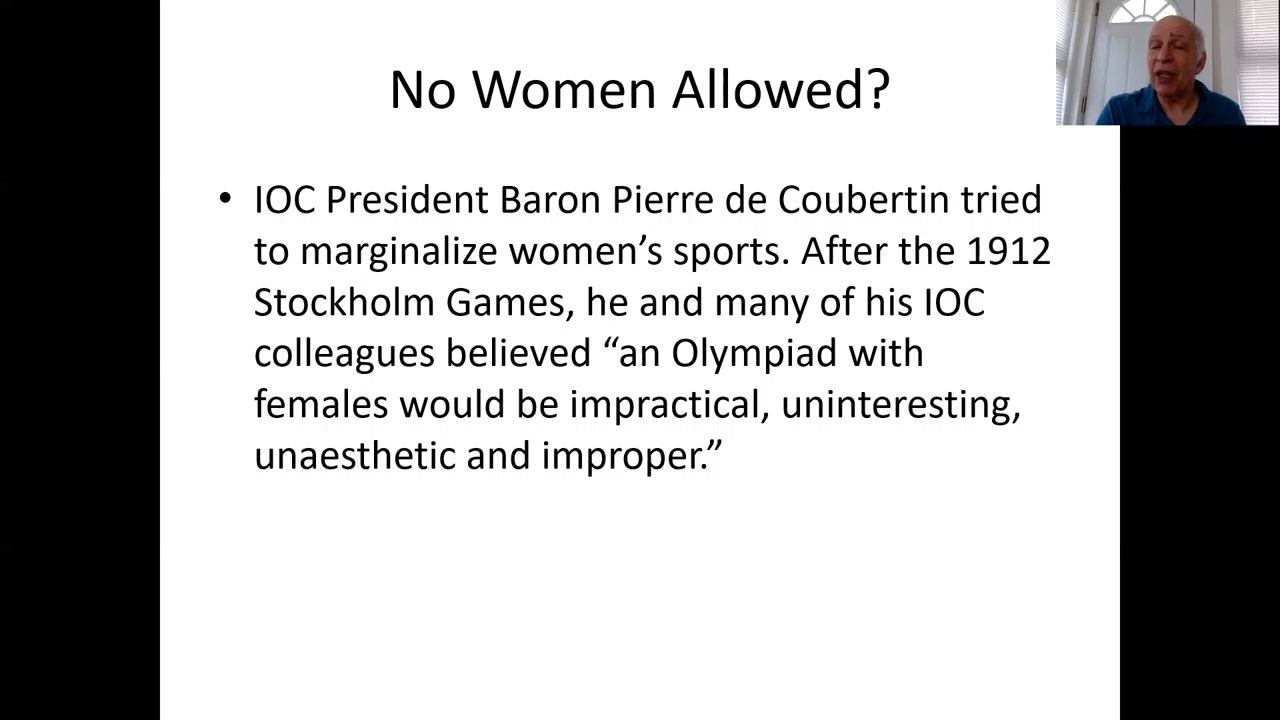 No Women Allowed?
• IOC President Baron Pierre de Coubertin tried
to marginalize women’s sports. After the 1912
Stockholm Games, he and many of his IOC
colleagues believed “an Olympiad with
females would be impractical, uninteresting,
unaesthetic and improper.”